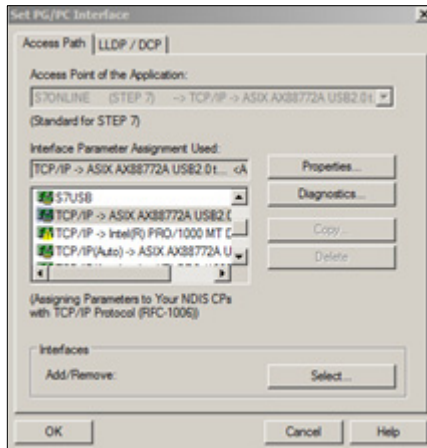 Set PG/PC Interface
Access Path
LLDP / DCP
Access Point of the Application:
S7ONLINE (STEP 7) --> TCP/IP -> ASIX AX88772A USB2.0 t...
(Standard for STEP 7)
Interface Parameter Assignment Used:
TCP/IP -> ASIX AX88772A USB2.0 t... <A
Properties...
S7USB
Diagnostics...
TCP/IP -> ASIX AX88772A USB2.0
TCP/IP -> Intel(R) PRO/1000 MT D
Copy...
TCP/IP(Auto) -> ASIX AX88772A U
Delete
(Assigning Parameters to Your NDIS CPs
with TCP/IP Protocol (RFC-1006))
Interfaces
Add/Remove:
Select...
OK
Cancel
Help